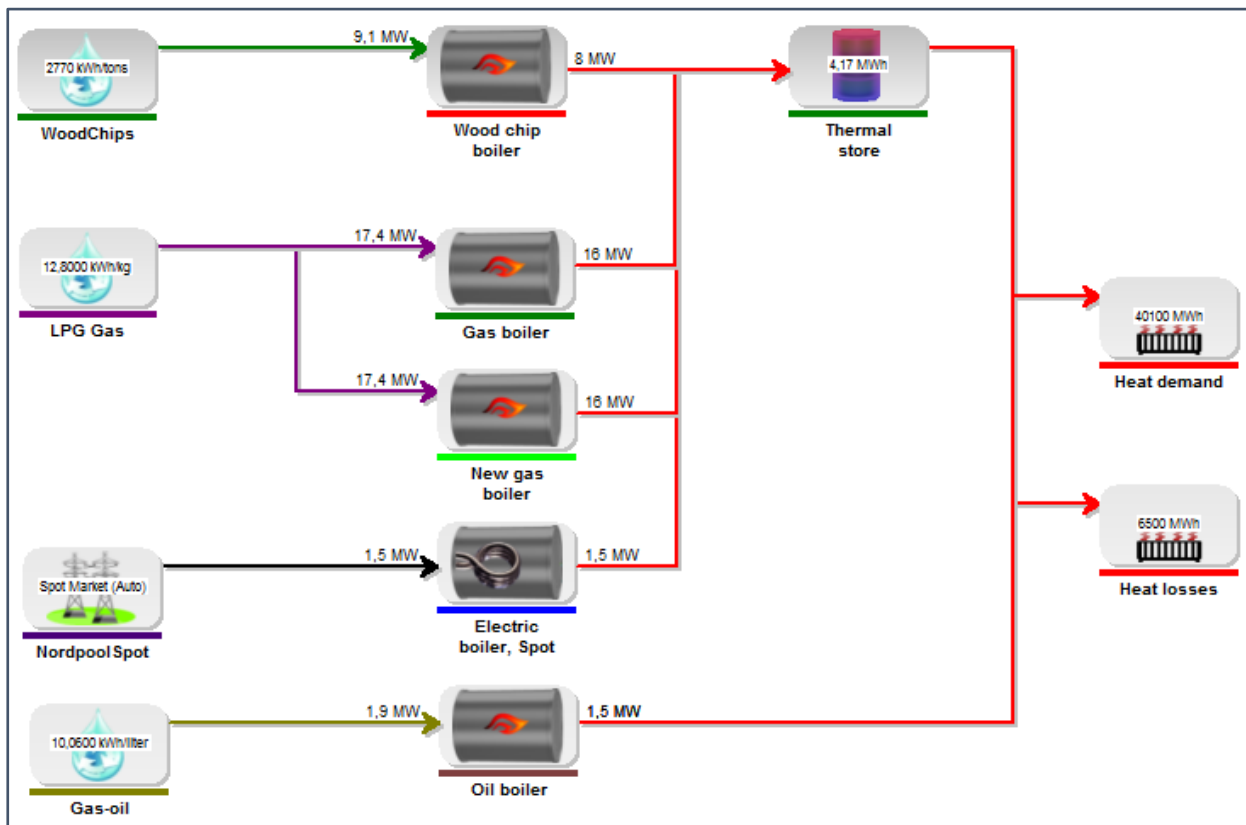 9,1 MW
2770 kWh/tons
8 MW
4,17 MWh
WoodChips
Wood chip
boiler
Thermal
store
17,4 MW
12,8000 kWh/kg
16 MW
LPG Gas
Gas boiler
40100 MWh
Heat demand
17,4 MW
16 MW
New gas
boiler
6500 MWh
Heat losses
1,5 MW
1,5 MW
Spot Market (Auto)
NordpoolSpot
Electric
boiler, Spot
1,9 MW
1,5 MW
10,0600 kWh/liter
Gas-oil
Oil boiler